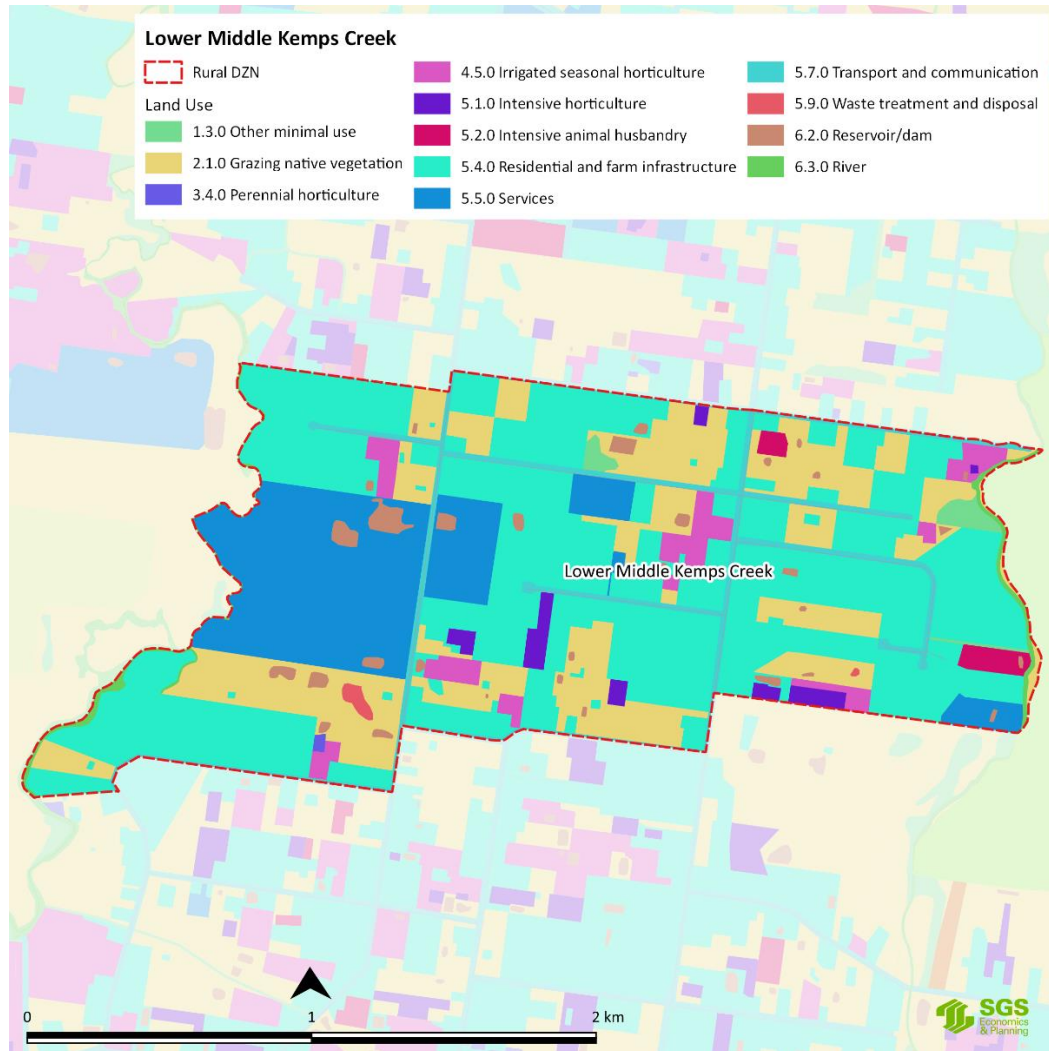 Lower Middle Kemps Creek
Rural DZN
Land Use
1.3.0 Other minimal use
2.1.0 Grazing native vegetation
3.4.0 Perennial horticulture
4.5.0 Irrigated seasonal horticulture
5.1.0 Intensive horticulture
5.2.0 Intensive animal husbandry
5.4.0 Residential and farm infrastructure
5.5.0 Services
5.7.0 Transport and communication
5.9.0 Waste treatment and disposal
6.2.0 Reservoir/dam
6.3.0 River
Lower Middle Kemps Creek
0 1 2 km
SGS
Economics
& Planning